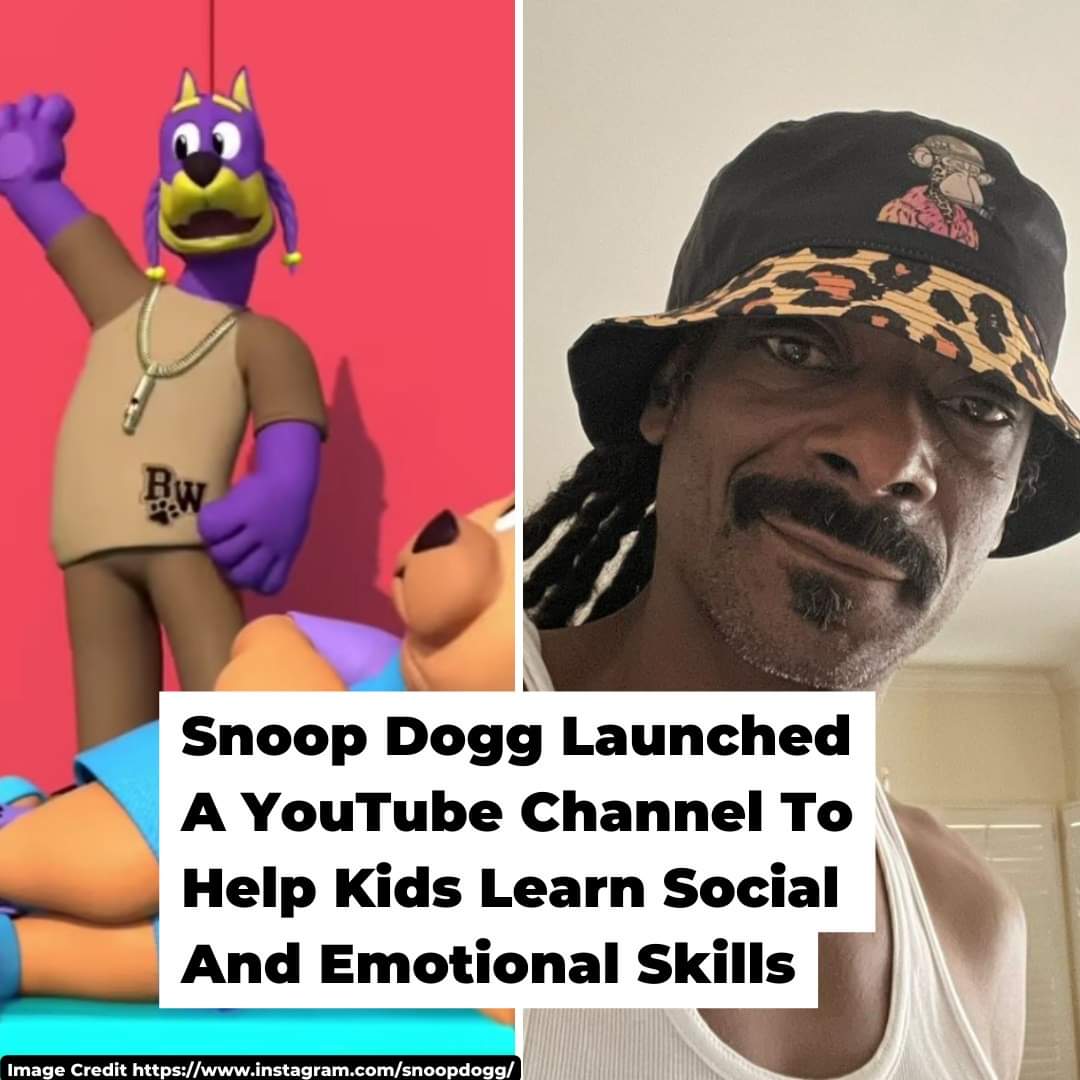 BW
Snoop Dogg Launched
A YouTube Channel To
Help Kids Learn Social
And Emotional Skills
Image Credit https://www.instagram.com/snoopdogg/